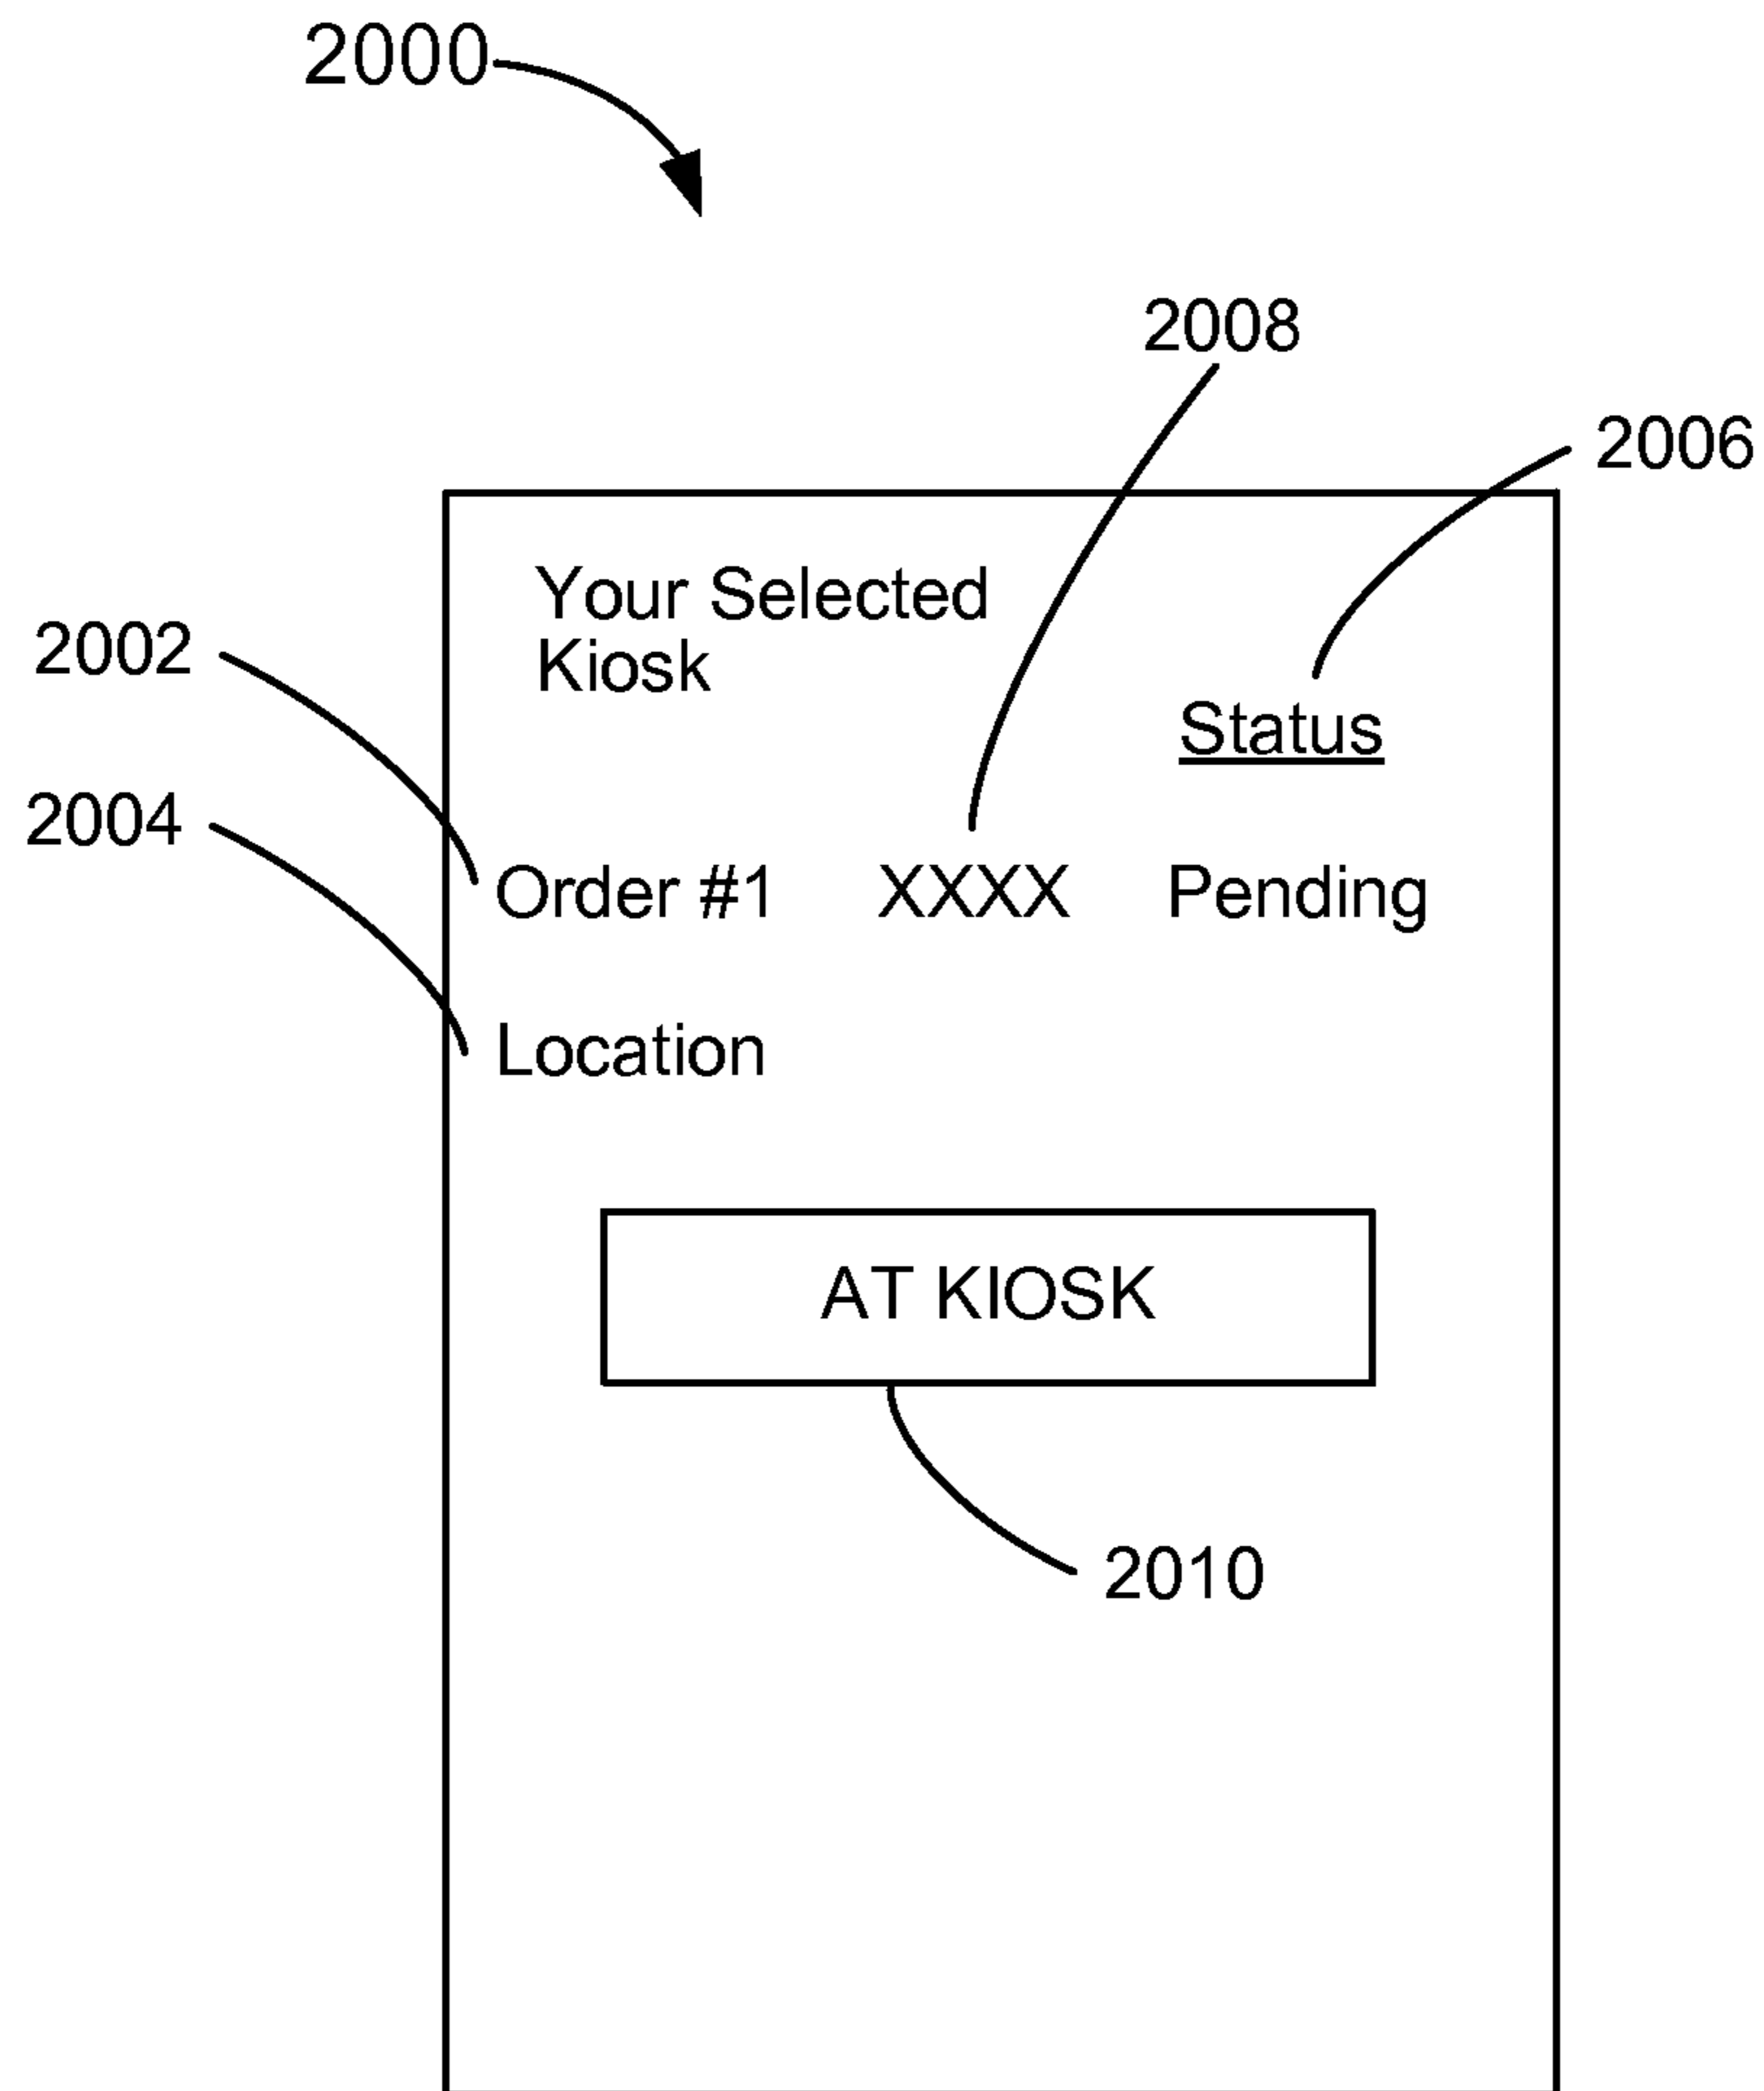 2000
2008
2006
Your Selected
Kiosk
2002
Status
2004
Order #1 XXXX Pending
Location
AT KIOSK
2010